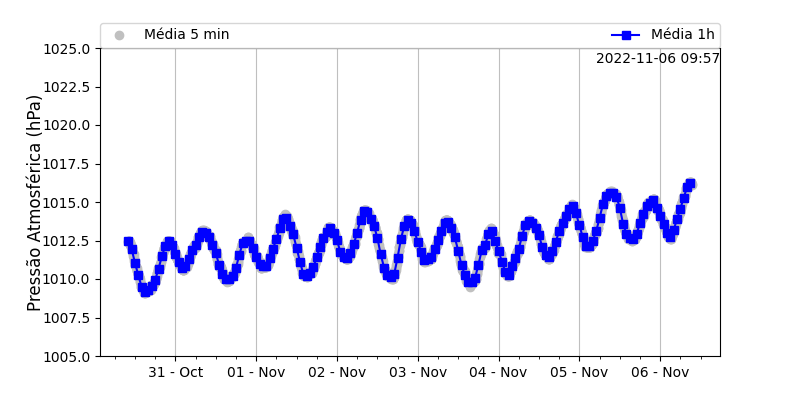 Média 5 min
Média 1h
2022-11-06 09:57
Pressão Atmosférica (hPa)
1025.0
1022.5
1020.0
1017.5
1015.0
1012.5
1010.0
1007.5
1005.0
31 - Oct
01 - Nov
02 - Nov
03 - Nov
04 - Nov
05 - Nov
06 - Nov